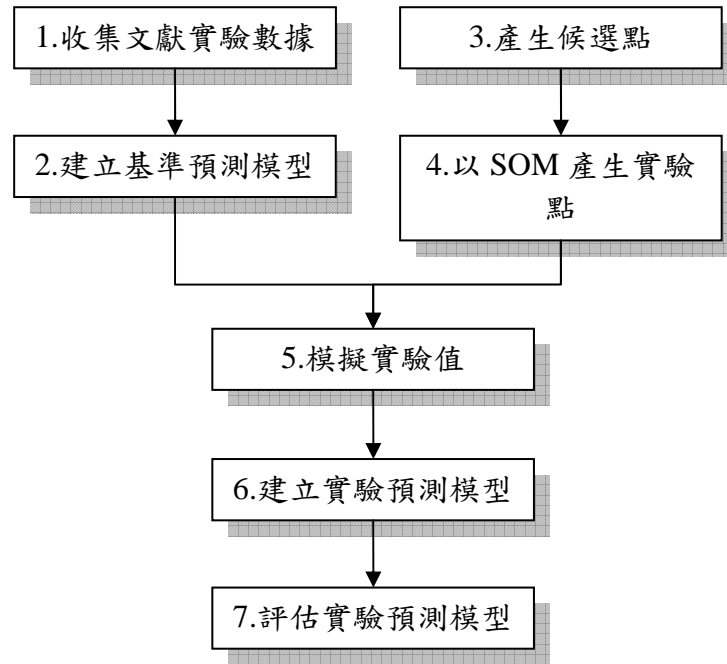 1.收集文獻實驗數據
3.產生候選點
2.建立基準預測模型
4.以 SOM 產生實驗
點
5.模擬實驗值
6.建立實驗預測模型
7.評估實驗預測模型